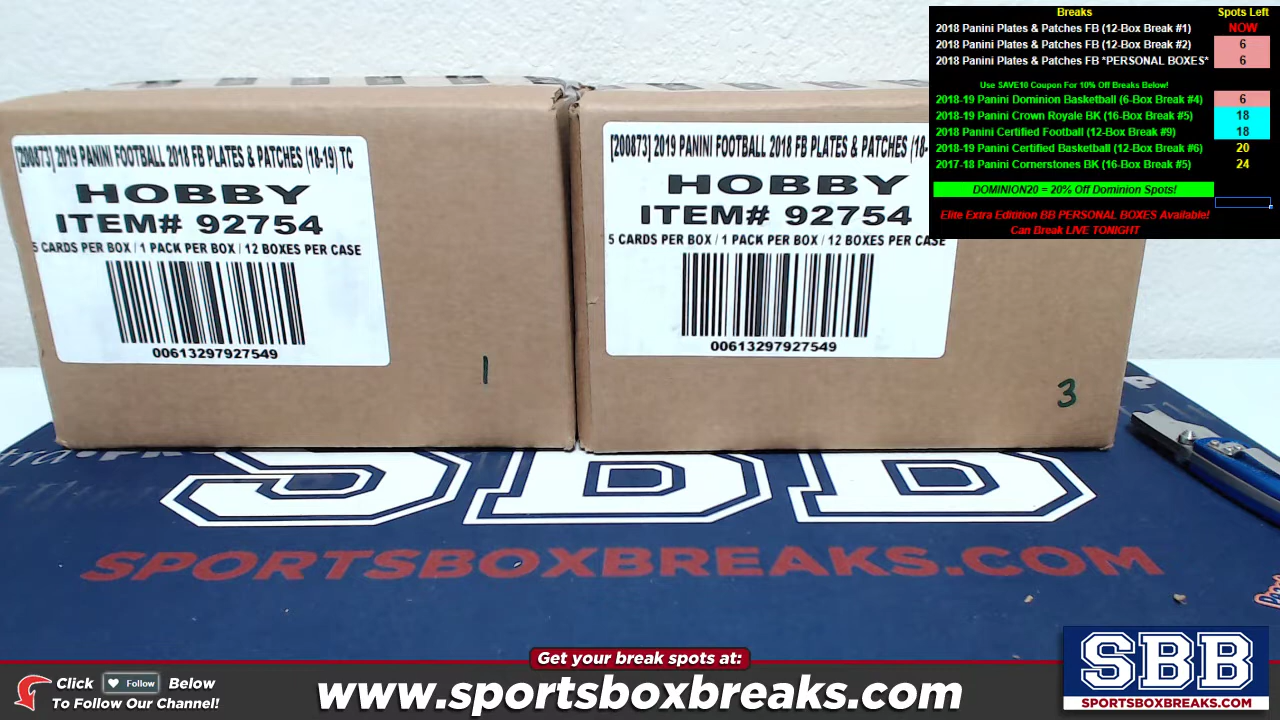 Breaks Spots Left
2018 Panini Plates & Patches FB (12-Box Break #1) NOW
2018 Panini Plates & Patches FB (12-Box Break #2) 6
2018 Panini Plates & Patches FB *PERSONAL BOXES* 6
Use SAVE10 Coupon For 10% Off Breaks Below!
2018-19 Panini Dominion Basketball (6-Box Break #4) 6
2018-19 Panini Crown Royale BK (16-Box Break #5) 18
2018 Panini Certified Football (12-Box Break #9) 18
2018-19 Panini Certified Basketball (12-Box Break #6) 20
2017-18 Panini Cornerstones BK (16-Box Break #5) 24
DOMINION20 = 20% Off Dominion Spots!
Elite Extra Edition BB PERSONAL BOXES Available!
Can Break LIVE TONIGHT
[200873] 2019 PANINI FOOTBALL 2018 FB PLATES & PATCHES (18-19) TC
HOBBY
ITEM# 92754
5 CARDS PER BOX / 1 PACK PER BOX / 12 BOXES PER CASE
00613297927549
1
[200873] 2019 PANINI FOOTBALL 2018 FB PLATES & PATCHES (18-
HOBBY
ITEM# 92754
5 CARDS PER BOX / 1 PACK PER BOX / 12 BOXES PER CASE
00613297927549
3
SPORTSBOXBREAKS.COM
Get your break spots at:
www.sportsboxbreaks.com
Click Follow Below
To Follow Our Channel!
SBB
SPORTSBOXBREAKS.COM